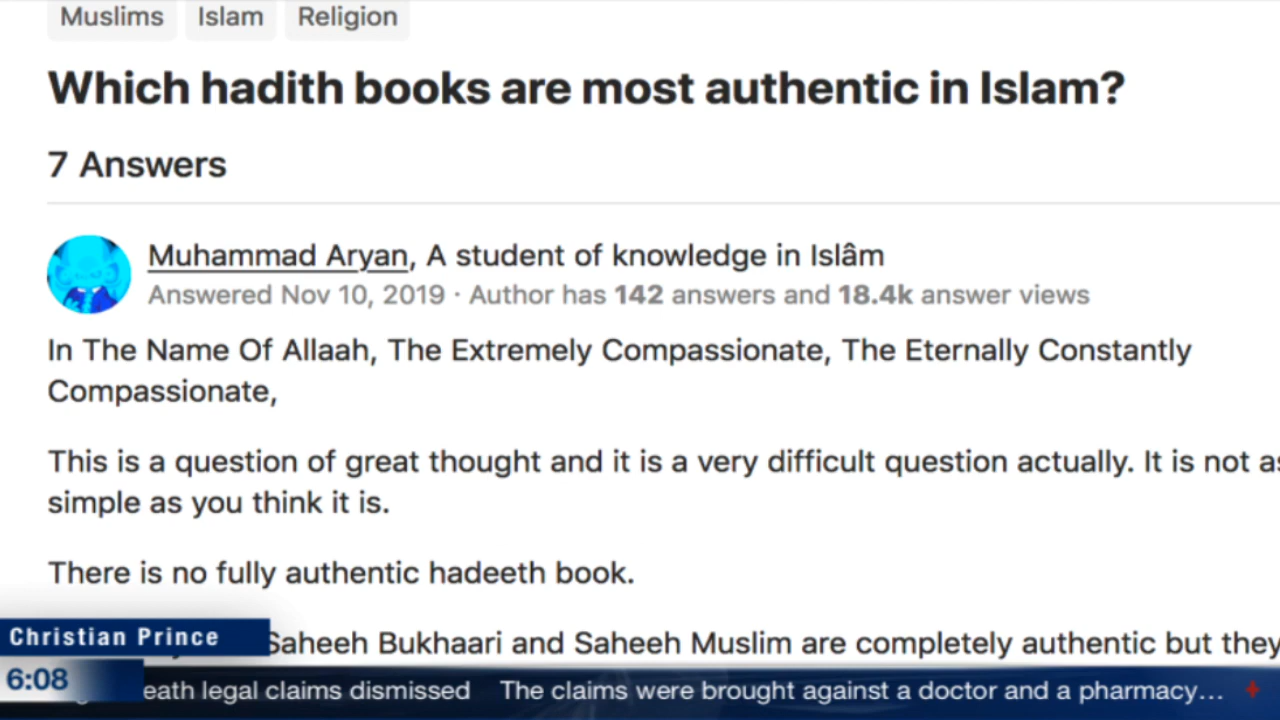 Muslims Islam Religion
Which hadith books are most authentic in Islam?
7 Answers
Muhammad Aryan, A student of knowledge in Islâm
Answered Nov 10, 2019 · Author has 142 answers and 18.4k answer views
In The Name Of Allaah, The Extremely Compassionate, The Eternally Constantly
Compassionate,
This is a question of great thought and it is a very difficult question actually. It is not as
simple as you think it is.
There is no fully authentic hadeeth book.
Saheeh Bukhaari and Saheeh Muslim are completely authentic but they
Christian Prince
6:08
eath legal claims dismissed The claims were brought against a doctor and a pharmacy...